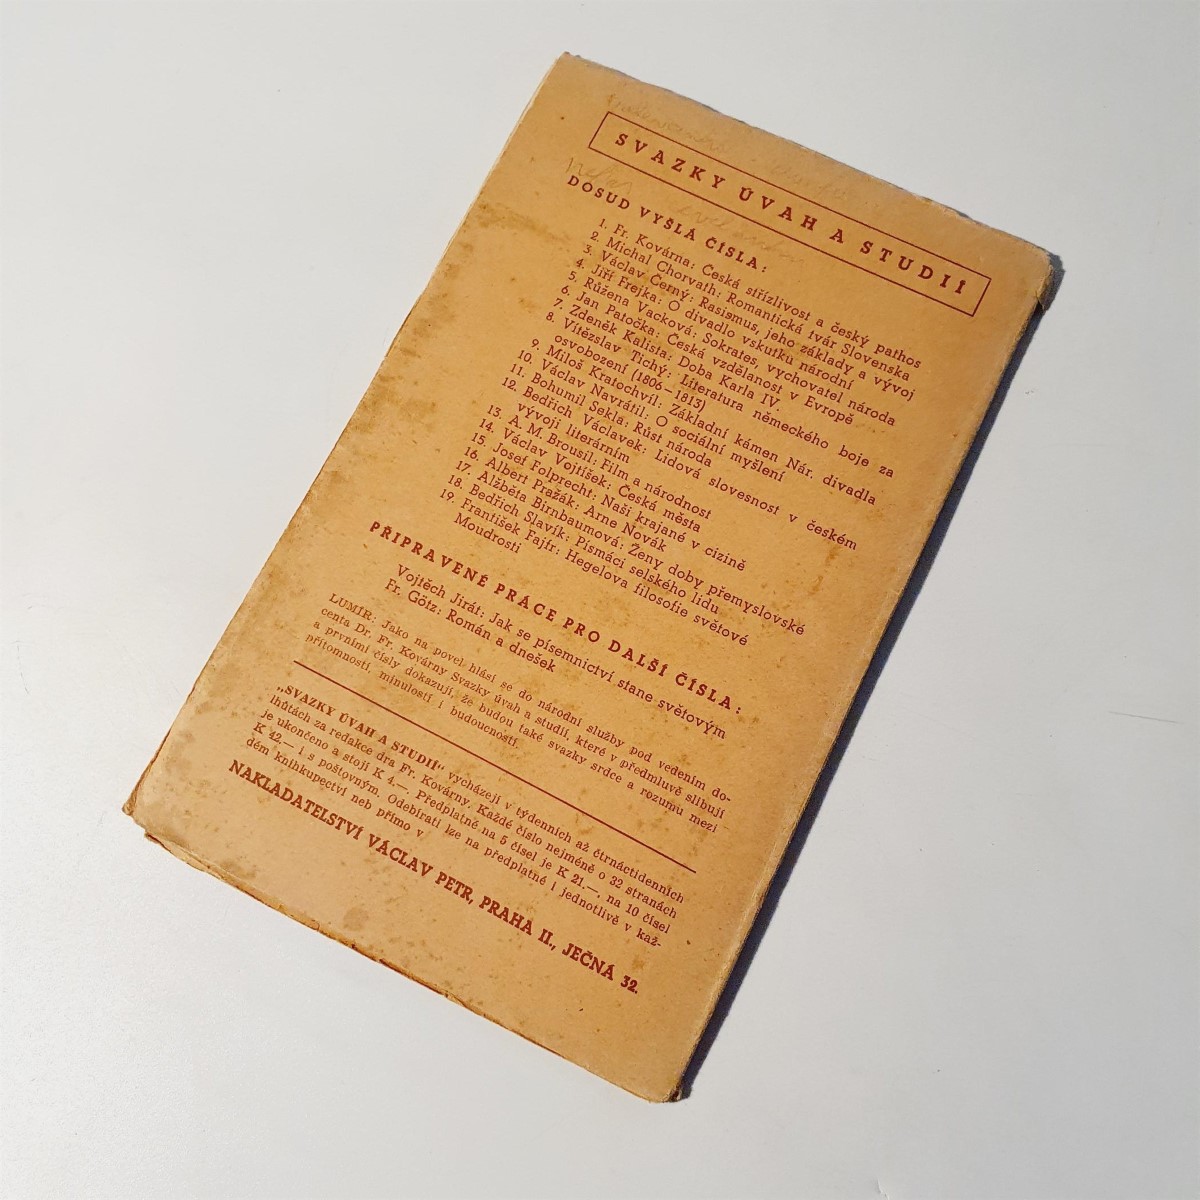 SVAZKY ÚVAH A STUDIÍ
DOSUD VYŠLA ČÍSLA:
1. Fr. Kovárna: Česká střízlivost a český pathos
2. Michal Chorvath: Romantická tvár Slovenska
3. Václav Černý: Rasismus, jeho základy a vývoj
4. Jiří Frejka: O divadlo vskutku národní
5. Růžena Vacková: Sokrates, vychovatel národa
6. Jan Patočka: Česká vzdělanost v Evropě
7. Zdeněk Kalista: Doba Karla IV.
8. Vítězslav Tichý: Literatura německého boje za
osvobození (1806–1813)
9. Miloš Kratochvíl: Základní kámen Nár. divadla
10. Václav Navrátil: O sociální myšlení
11. Bohumil Sekla: Růst národa
12. Bedřich Václavek: Lidová slovesnost v českém
vývoji literárním
13. A. M. Brousil: Film a národnost
14. Václav Vojtíšek: Česká města
15. Josef Folprecht: Naši krajané v cizině
16. Albert Pražák: Arne Novák
17. Alžběta Birnbaumová: Ženy doby přemyslovské
18. Bedřich Slavík: Písmáci selského lidu
19. František Fajfr: Hegelova filosofie světové
Moudrosti
PŘIPRAVENÉ PRÁCE PRO DALŠÍ ČÍSLA:
Vojtěch Jirát: Jak se písemnictví stane světovým
Fr. Götz: Román a dnešek
LUMÍR: Jako na povel hlásí se do národní služby pod vedením do-
centa Dr. Fr. Kovárny Svazky úvah a studií, které v předmluvě slibují
a prvními čísly dokazují, že budou také svazky srdce a rozumu mezi
přítomností, minulostí i budoucností.
„SVAZKY ÚVAH A STUDIÍ“ vycházejí v týdenních až čtrnáctidenních
lhůtách za redakce dra Fr. Kovárny. Každé číslo nejméně o 32 stranách
je ukončeno a stojí K 4.—. Předplatné na 5 čísel je K 21.—, na 10 čísel
K 42.— i s poštovným. Odebírati lze na předplatné i jednotlivě v kaž-
dém knihkupectví neb přímo v
NAKLADATELSTVÍ VÁCLAV PETR, PRAHA II., JEČNÁ 32.